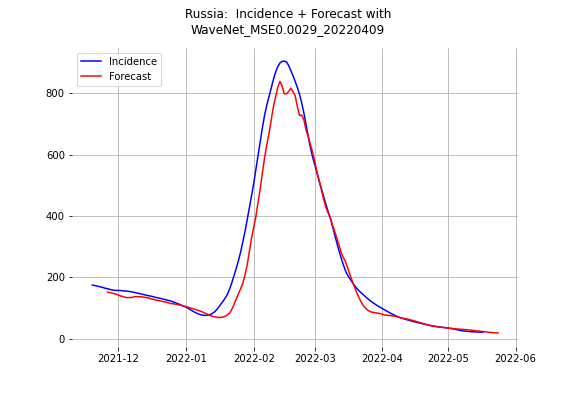 Russia:  Incidence + Forecast with
WaveNet_MSE0.0029_20220409
Incidence
Forecast
800
600
400
200
0
2021-12 2022-01 2022-02 2022-03 2022-04 2022-05 2022-06